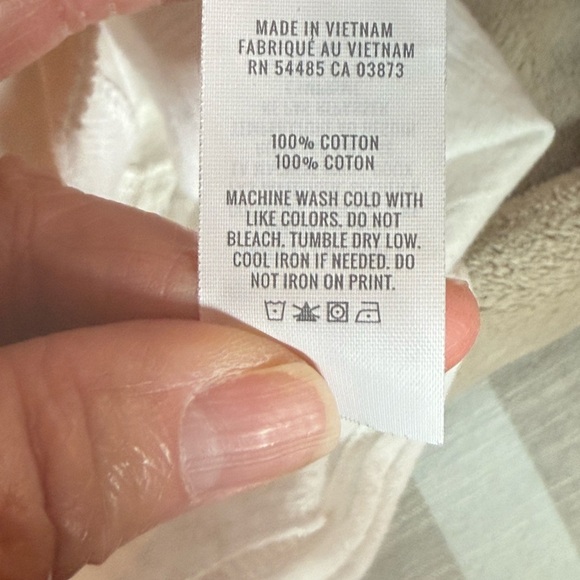 MADE IN VIETNAM
FABRIQUÉ AU VIETNAM
RN 54485 CA 03873
100% COTTON
100% COTON
MACHINE WASH COLD WITH
LIKE COLORS. DO NOT
BLEACH. TUMBLE DRY LOW.
COOL IRON IF NEEDED. DO
NOT IRON ON PRINT.